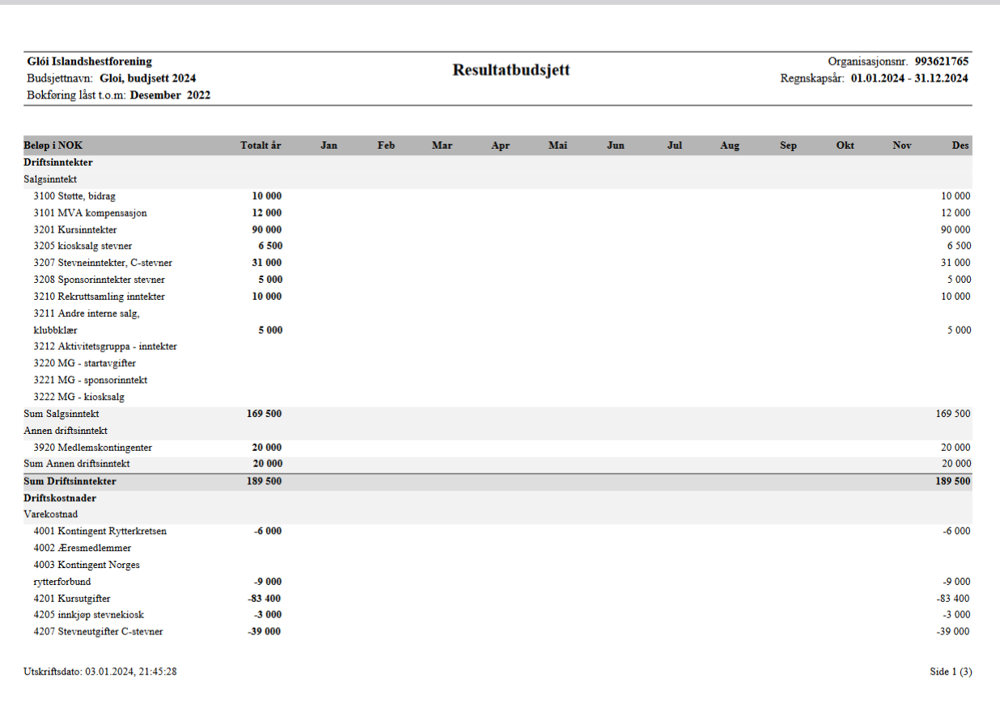 Glói Islandshestforening
Budsjettnavn: Gloi, budjsett 2024
Bokføring låst t.o.m: Desember 2022
Resultatbudsjett
Organisasjonsnr. 993621765
Regnskapsår: 01.01.2024 - 31.12.2024
Beløp i NOK Totalt år Jan Feb Mar Apr Mai Jun Jul Aug Sep Okt Nov Des
Driftsinntekter
Salgsinntekt
3100 Støtte, bidrag 10 000 10 000
3101 MVA kompensasjon 12 000 12 000
3201 Kursinntekter 90 000 90 000
3205 kiosksalg stevner 6 500 6 500
3207 Stevneinntekter, C-stevner 31 000 31 000
3208 Sponsorinntekter stevner 5 000 5 000
3210 Rekruttsamling inntekter 10 000 10 000
3211 Andre interne salg,
klubbklær 5 000 5 000
3212 Aktivitetsgruppa - inntekter
3220 MG - startavgifter
3221 MG - sponsorinntekt
3222 MG - kiosksalg
Sum Salgsinntekt 169 500 169 500
Annen driftsinntekt
3920 Medlemskontingenter 20 000 20 000
Sum Annen driftsinntekt 20 000 20 000
Sum Driftsinntekter 189 500 189 500
Driftskostnader
Varekostnad
4001 Kontingent Rytterkretsen -6 000 -6 000
4002 Æresmedlemmer
4003 Kontingent Norges
rytterforbund -9 000 -9 000
4201 Kursutgifter -83 400 -83 400
4205 innkjøp stevnekiosk -3 000 -3 000
4207 Stevneutgifter C-stevner -39 000 -39 000
Utskriftsdato: 03.01.2024, 21:45:28 Side 1 (3)